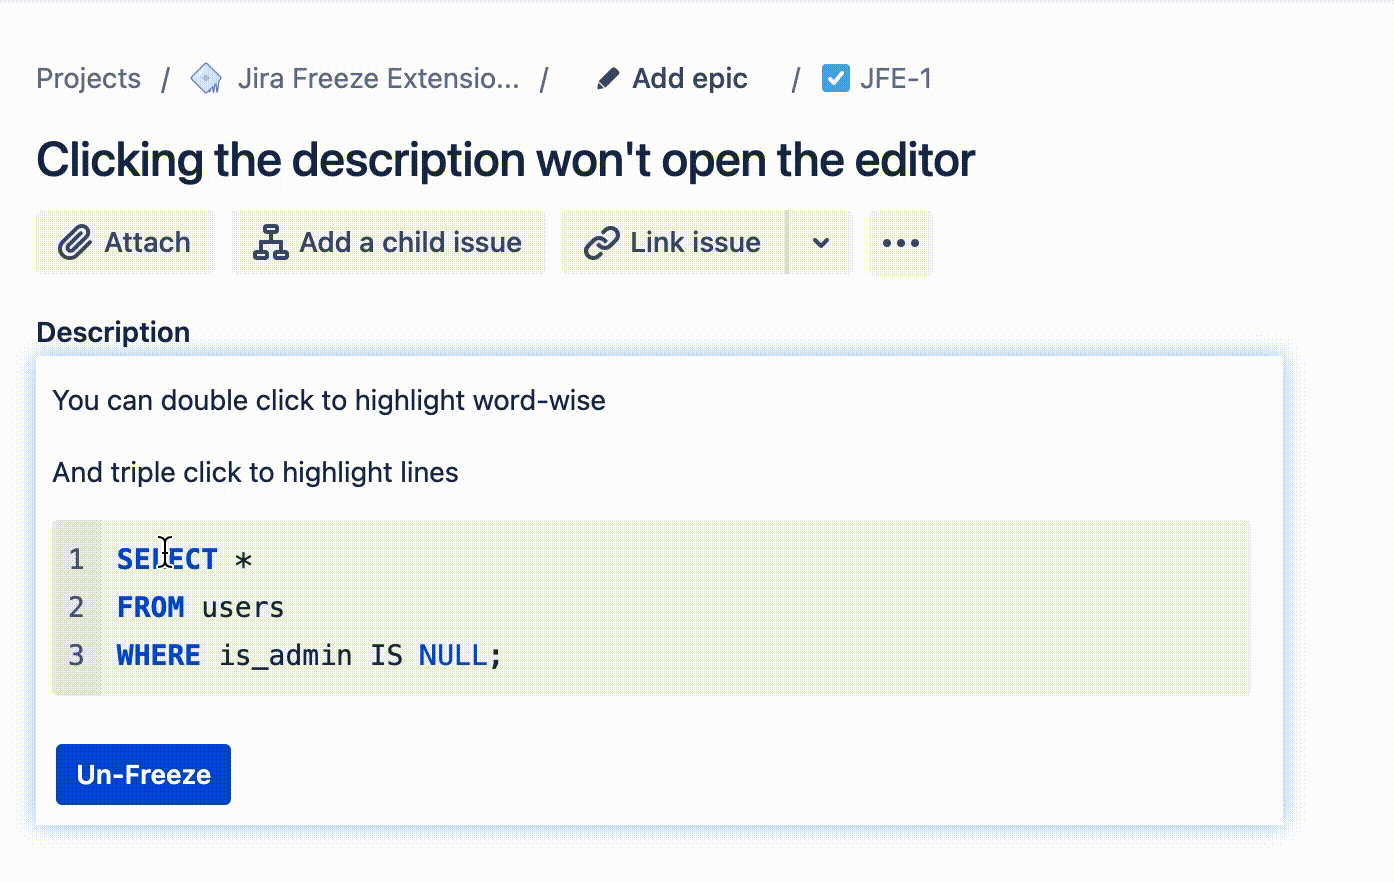 Projects / Jira Freeze Extensio... / Add epic / JFE-1
Clicking the description won't open the editor
Attach Add a child issue Link issue
Description
You can double click to highlight word-wise
And triple click to highlight lines
1 SELECT *
2 FROM users
3 WHERE is_admin IS NULL;
Un-Freeze